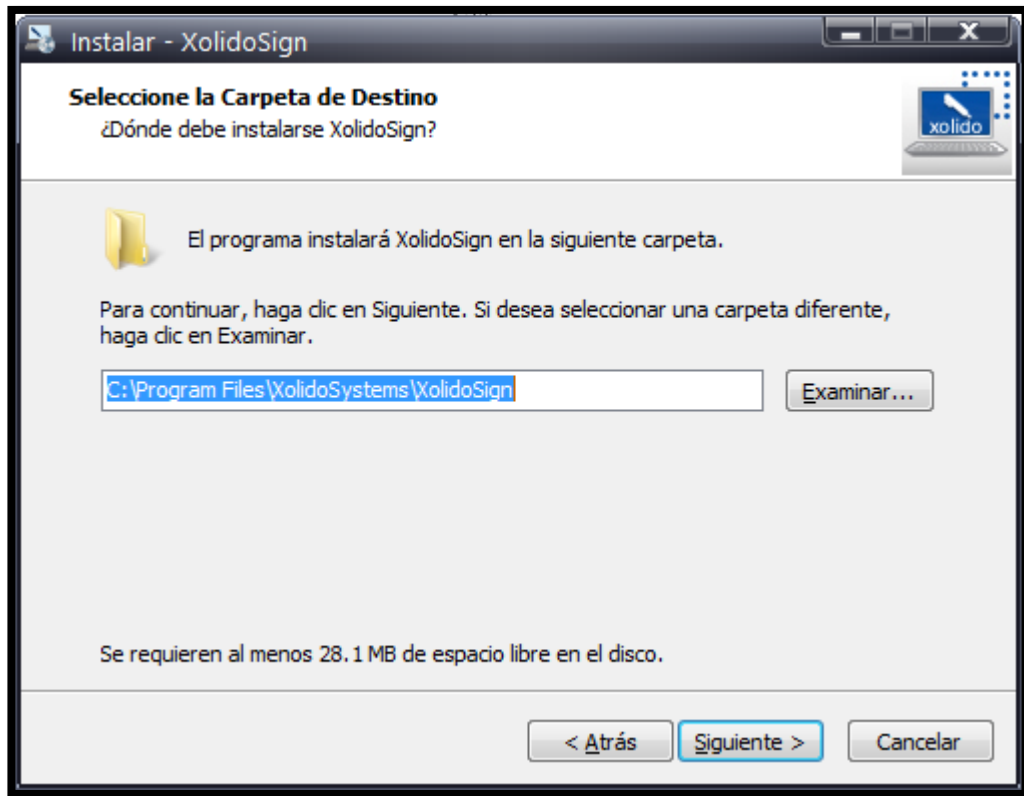 Instalar - XolidoSign
Seleccione la Carpeta de Destino
¿Dónde debe instalarse XolidoSign?
xolido
El programa instalará XolidoSign en la siguiente carpeta.
Para continuar, haga clic en Siguiente. Si desea seleccionar una carpeta diferente,
haga clic en Examinar.
C:\Program Files\XolidoSystems\XolidoSign
Examinar...
Se requieren al menos 28.1 MB de espacio libre en el disco.
< Atrás
Siguiente >
Cancelar